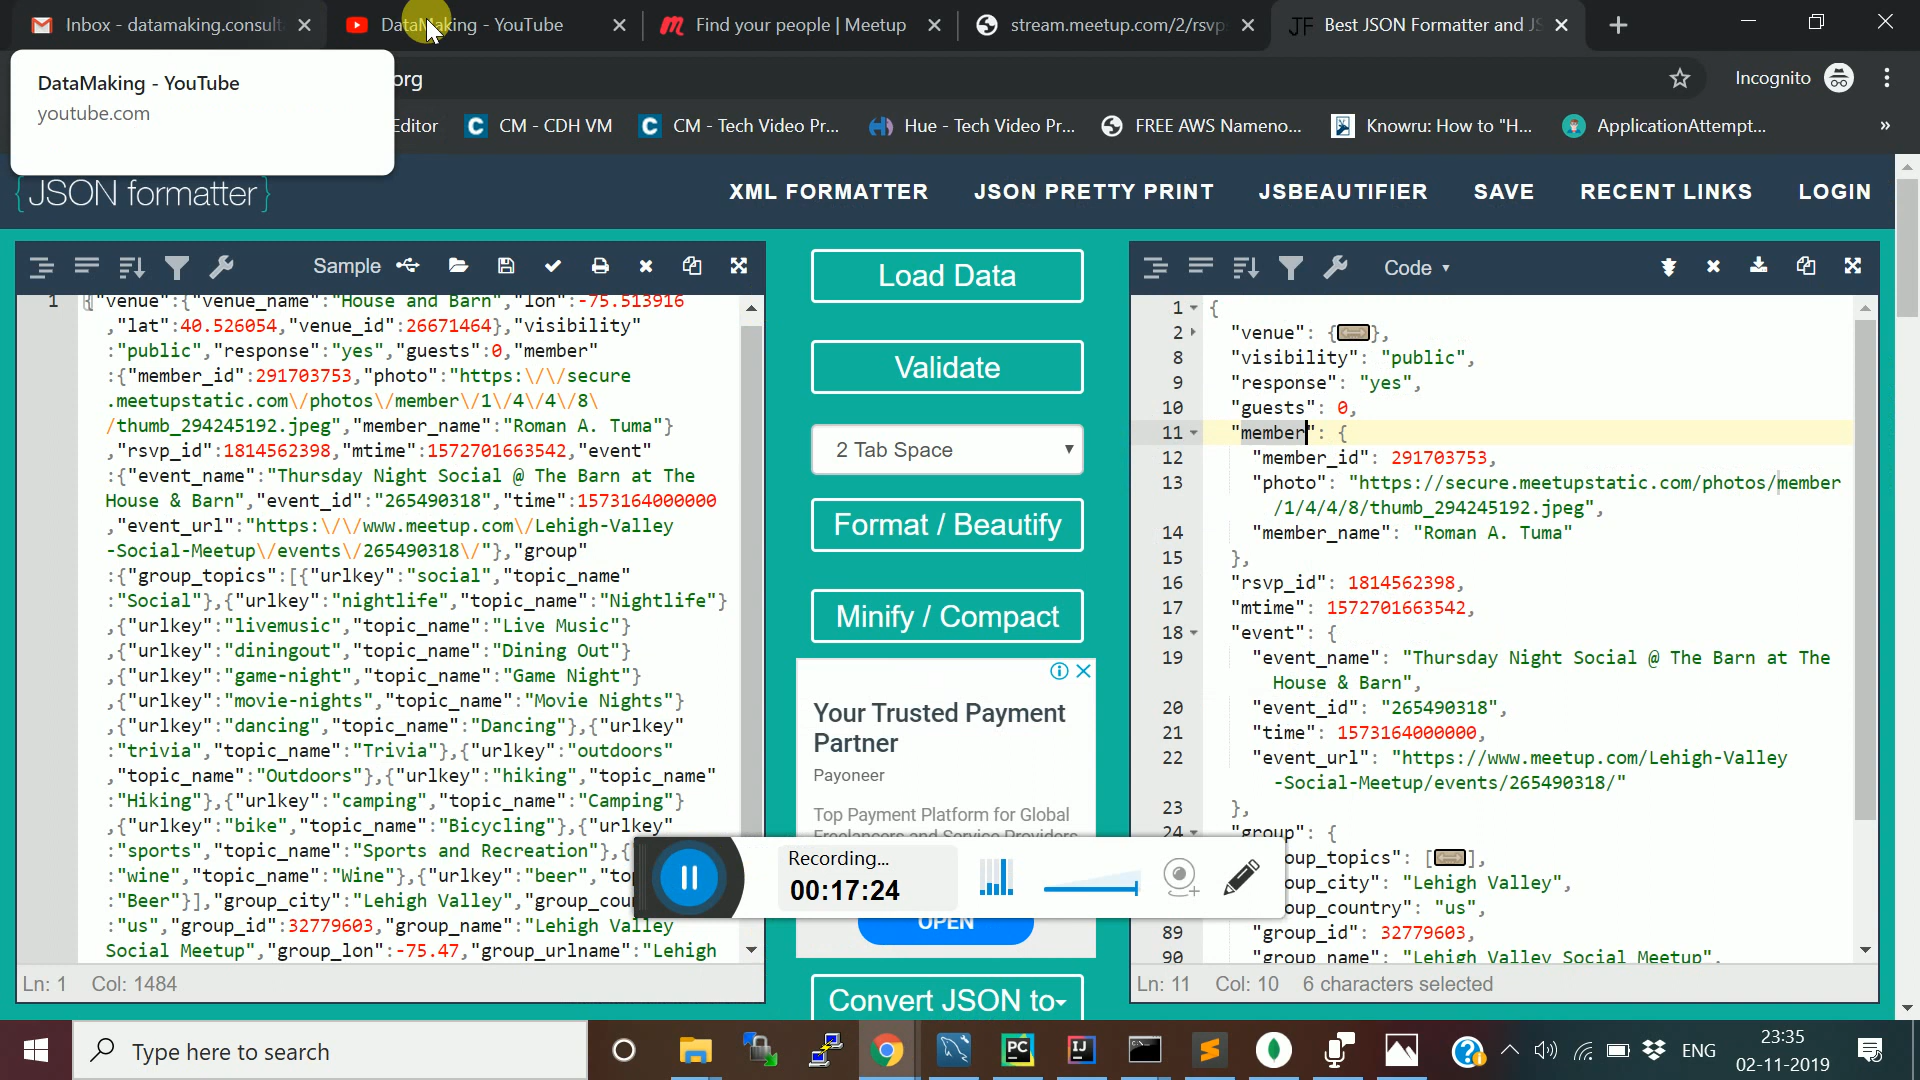 Inbox - datamaking.consult
DataMaking - YouTube
Find your people | Meetup
stream.meetup.com/2/rsvp
Best JSON Formatter and JS
DataMaking - YouTube
youtube.com
org
Incognito
Editor
CM - CDH VM
CM - Tech Video Pr...
Hue - Tech Video Pr...
FREE AWS Nameno...
Knowru: How to "H...
ApplicationAttempt...
»
{JSON formatter}
XML FORMATTER
JSON PRETTY PRINT
JSBEAUTIFIER
SAVE
RECENT LINKS
LOGIN
Sample
1
{"venue":{"venue_name":"House and Barn","lon":-75.513916
,"lat":40.526054,"venue_id":26671464},"visibility"
:"public","response":"yes","guests":0,"member"
:{"member_id":291703753,"photo":"https:\/\/secure
.meetupstatic.com\/photos\/member\/1\/4\/4\/8\
/thumb_294245192.jpeg","member_name":"Roman A. Tuma"}
,"rsvp_id":1814562398,"mtime":1572701663542,"event"
:{"event_name":"Thursday Night Social @ The Barn at The
House & Barn","event_id":"265490318","time":1573164000000
,"event_url":"https:\/\/www.meetup.com\/Lehigh-Valley
-Social-Meetup\/events\/265490318\/"},"group"
:{"group_topics":[{"urlkey":"social","topic_name"
:"Social"},{"urlkey":"nightlife","topic_name":"Nightlife"}
,{"urlkey":"livemusic","topic_name":"Live Music"}
,{"urlkey":"diningout","topic_name":"Dining Out"}
,{"urlkey":"game-night","topic_name":"Game Night"}
,{"urlkey":"movie-nights","topic_name":"Movie Nights"}
,{"urlkey":"dancing","topic_name":"Dancing"},{"urlkey"
:"trivia","topic_name":"Trivia"},{"urlkey":"outdoors"
,"topic_name":"Outdoors"},{"urlkey":"hiking","topic_name"
:"Hiking"},{"urlkey":"camping","topic_name":"Camping"}
,{"urlkey":"bike","topic_name":"Bicycling"},{"urlkey"
:"sports","topic_name":"Sports and Recreation"},{
:"wine","topic_name":"Wine"},{"urlkey":"beer","to
:"Beer"}],"group_city":"Lehigh Valley","group_cou
:"us","group_id":32779603,"group_name":"Lehigh Valley
Social Meetup","group_lon":-75.47,"group_urlname":"Lehigh
Ln: 1 Col: 1484
Load Data
Validate
2 Tab Space
Format / Beautify
Minify / Compact
Your Trusted Payment
Partner
Payoneer
Top Payment Platform for Global
Freelancers and Service Providers
OPEN
Convert JSON to
Recording...
00:17:24
Code
1 {
2 "venue": {},
8 "visibility": "public",
9 "response": "yes",
10 "guests": 0,
11 "member": {
12 "member_id": 291703753,
13 "photo": "https://secure.meetupstatic.com/photos/member
/1/4/4/8/thumb_294245192.jpeg",
14 "member_name": "Roman A. Tuma"
15 },
16 "rsvp_id": 1814562398,
17 "mtime": 1572701663542,
18 "event": {
19 "event_name": "Thursday Night Social @ The Barn at The
House & Barn",
20 "event_id": "265490318",
21 "time": 1573164000000,
22 "event_url": "https://www.meetup.com/Lehigh-Valley
-Social-Meetup/events/265490318/"
23 },
24 "group": {
oup_topics": [],
oup_city": "Lehigh Valley",
oup_country": "us",
89 "group_id": 32779603,
90 "group_name": "Lehigh Valley Social Meetup",
Ln: 11 Col: 10 6 characters selected
Type here to search
PC
IJ
ENG
23:35
02-11-2019